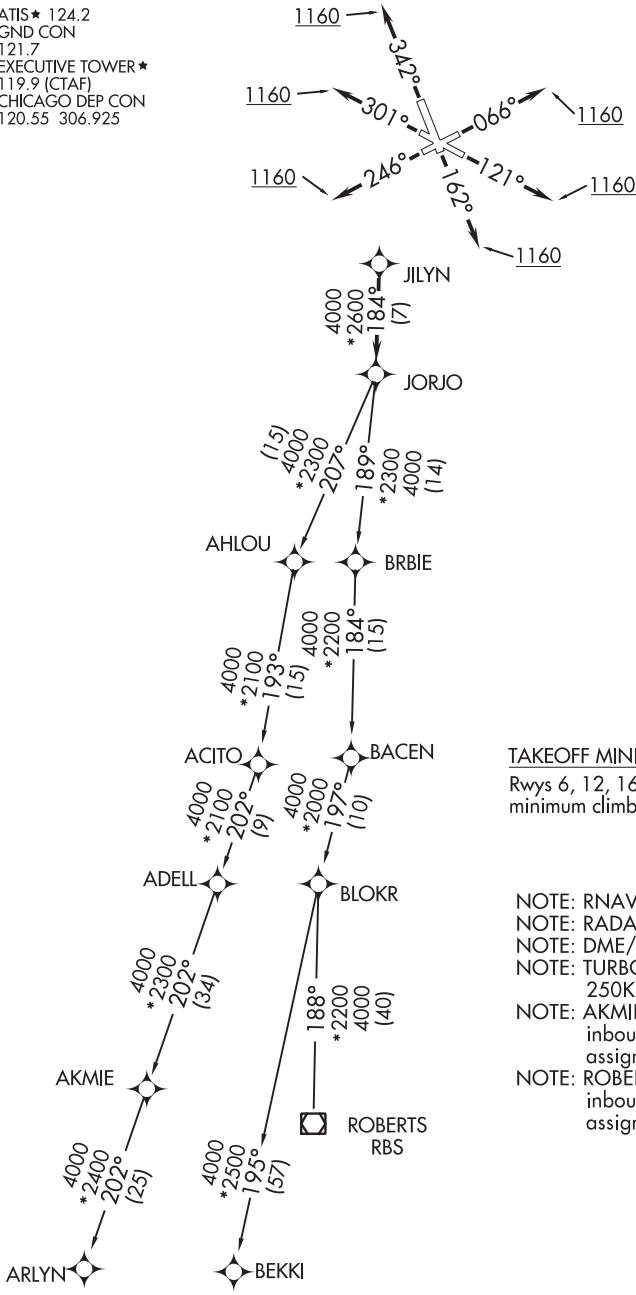 ATIS★ 124.2
GND CON
121.7
EXECUTIVE TOWER★
119.9 (CTAF)
CHICAGO DEP CON
120.55 306.925
1160
342°
1160
301°
066°
1160
1160
246°
121°
1160
162°
1160
JILYN
4000
*2600
184°
(7)
JORJO
(15)
4000
*2300
207°
189°
*2300
4000
(14)
AHLOU
BRBIE
4000
*2200
184°
(15)
4000
*2100
193°
(15)
ACITO
BACEN
4000
*2100
202°
(9)
4000
*2000
197°
(10)
TAKEOFF MINI
Rwys 6, 12, 16
minimum climb
ADELL
BLOKR
4000
*2300
202°
(34)
188°
*2200
4000
(40)
NOTE: RNAV
NOTE: RADA
NOTE: DME/
NOTE: TURBO
250K
NOTE: AKMIE
inbou
assign
NOTE: ROBER
inbou
assign
AKMIE
ROBERTS
RBS
4000
*2400
202°
(25)
4000
*2500
195°
(57)
ARLYN
BEKKI